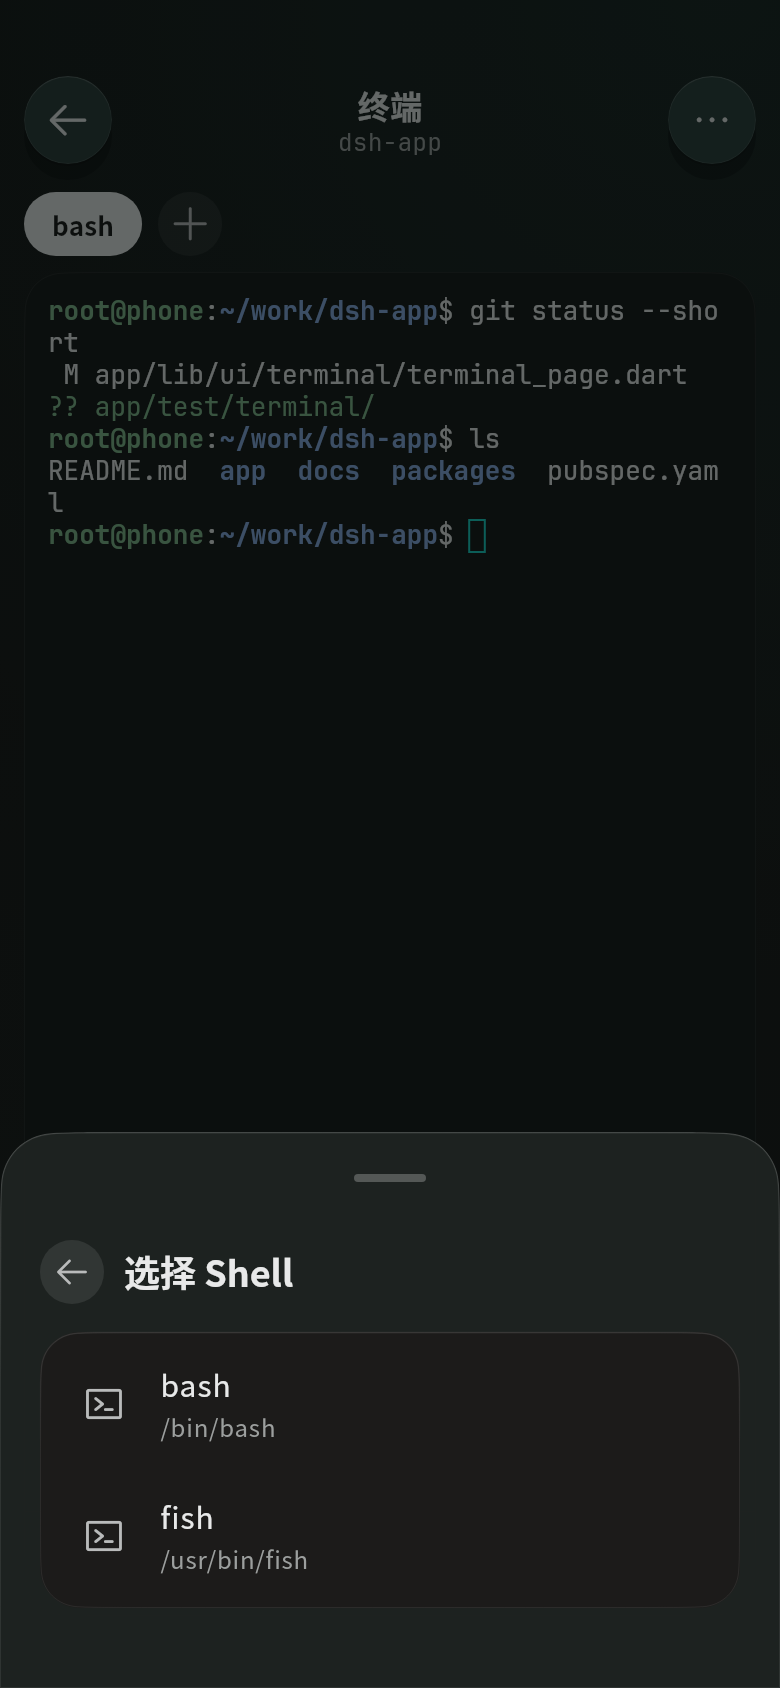 终端
dsh-app
bash
root@phone:~/work/dsh-app$ git status --sho
rt
 M app/lib/ui/terminal/terminal_page.dart
?? app/test/terminal/
root@phone:~/work/dsh-app$ ls
README.md  app  docs  packages  pubspec.yam
l
root@phone:~/work/dsh-app$
选择 Shell
bash
/bin/bash
fish
/usr/bin/fish